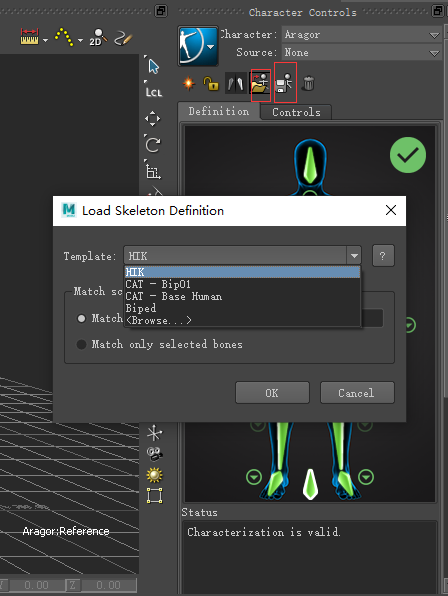 Character Controls
Character: Aragor
Source: None
2D
LCL
Definition
Controls
Load Skeleton Definition
Template: HIK
?
HIK
CAT - Bip01
CAT - Base Human
Biped
<Browse...>
Match sc
Match
Match only selected bones
OK
Cancel
Aragor:Reference
Y 0.00 Z 0.00
Status
Characterization is valid.